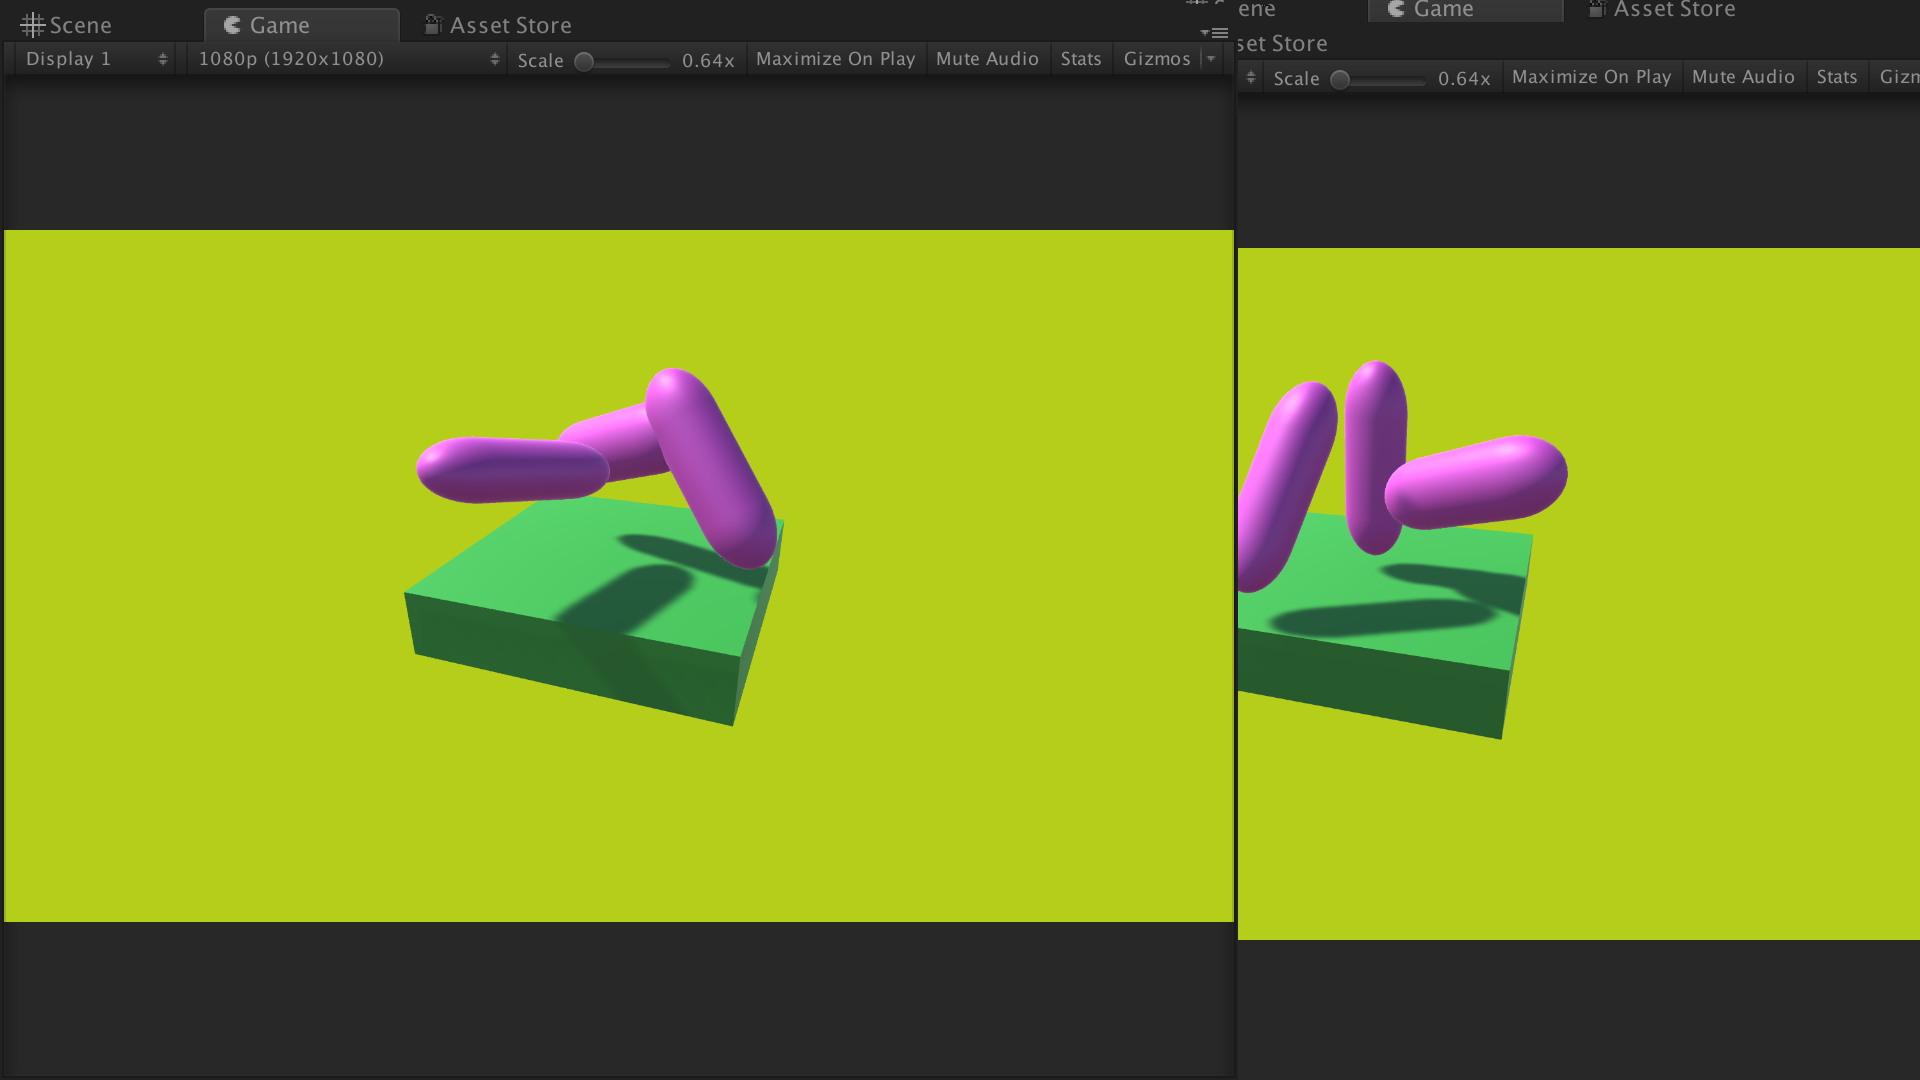 Scene Game Asset Store
Display 1 1080p (1920x1080) Scale 0.64x Maximize On Play Mute Audio Stats Gizmos
ene Game Asset Store
set Store
Scale 0.64x Maximize On Play Mute Audio Stats Gizm